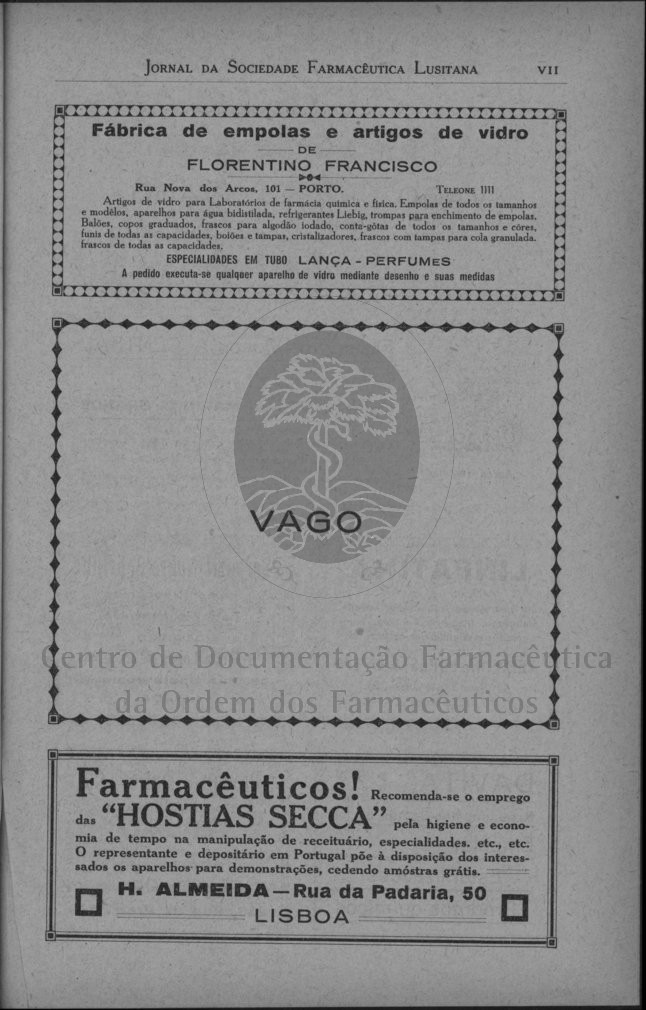 JORNAL DA SOCIEDADE FARMACÊUTICA LUSITANA VII
Fábrica de empolas e artigos de vidro
DE
FLORENTINO FRANCISCO
Rua Nova dos Arcos, 101 — PORTO. TELEONE 1111
Artigos de vidro para Laboratórios de farmácia química e física. Empolas de todos os tamanhos
e modêlos, aparelhos para água bidistilada, refrigerantes Liebig, trompas para enchimento de empolas.
Balões, copos graduados, frascos para algodão iodado, conta-gôtas de todos os tamanhos e côres,
funis de todas as capacidades, boiões e tampas, cristalizadores, frascos com tampas para cola granulada.
frascos de todas as capacidades.
ESPECIALIDADES EM TUBO LANÇA - PERFUMES
A pedido executa-se qualquer aparelho de vidro mediante desenho e suas medidas
VAGO
Centro de Documentação Farmacêutica
da Ordem dos Farmacêuticos
Farmacêuticos! Recomenda-se o emprego
das "HOSTIAS SECCA" pela higiene e econo-
mia de tempo na manipulação de receituário, especialidades. etc., etc.
O representante e depositário em Portugal põe à disposição dos interes-
sados os aparelhos para demonstrações, cedendo amóstras grátis.
H. ALMEIDA — Rua da Padaria, 50
LISBOA